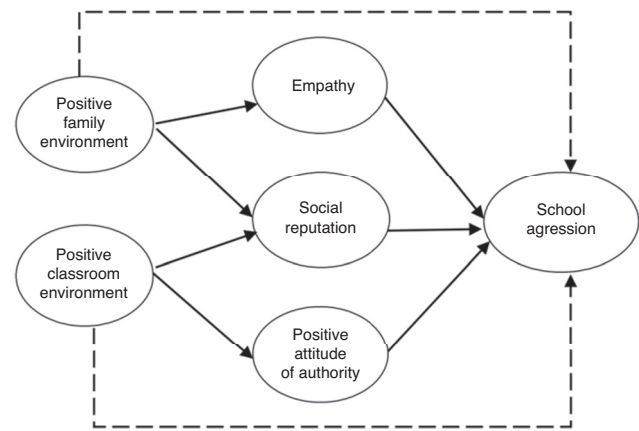 Positive
family
environment
Empathy
Social
reputation
School
agression
Positive
classroom
environment
Positive
attitude
of authority